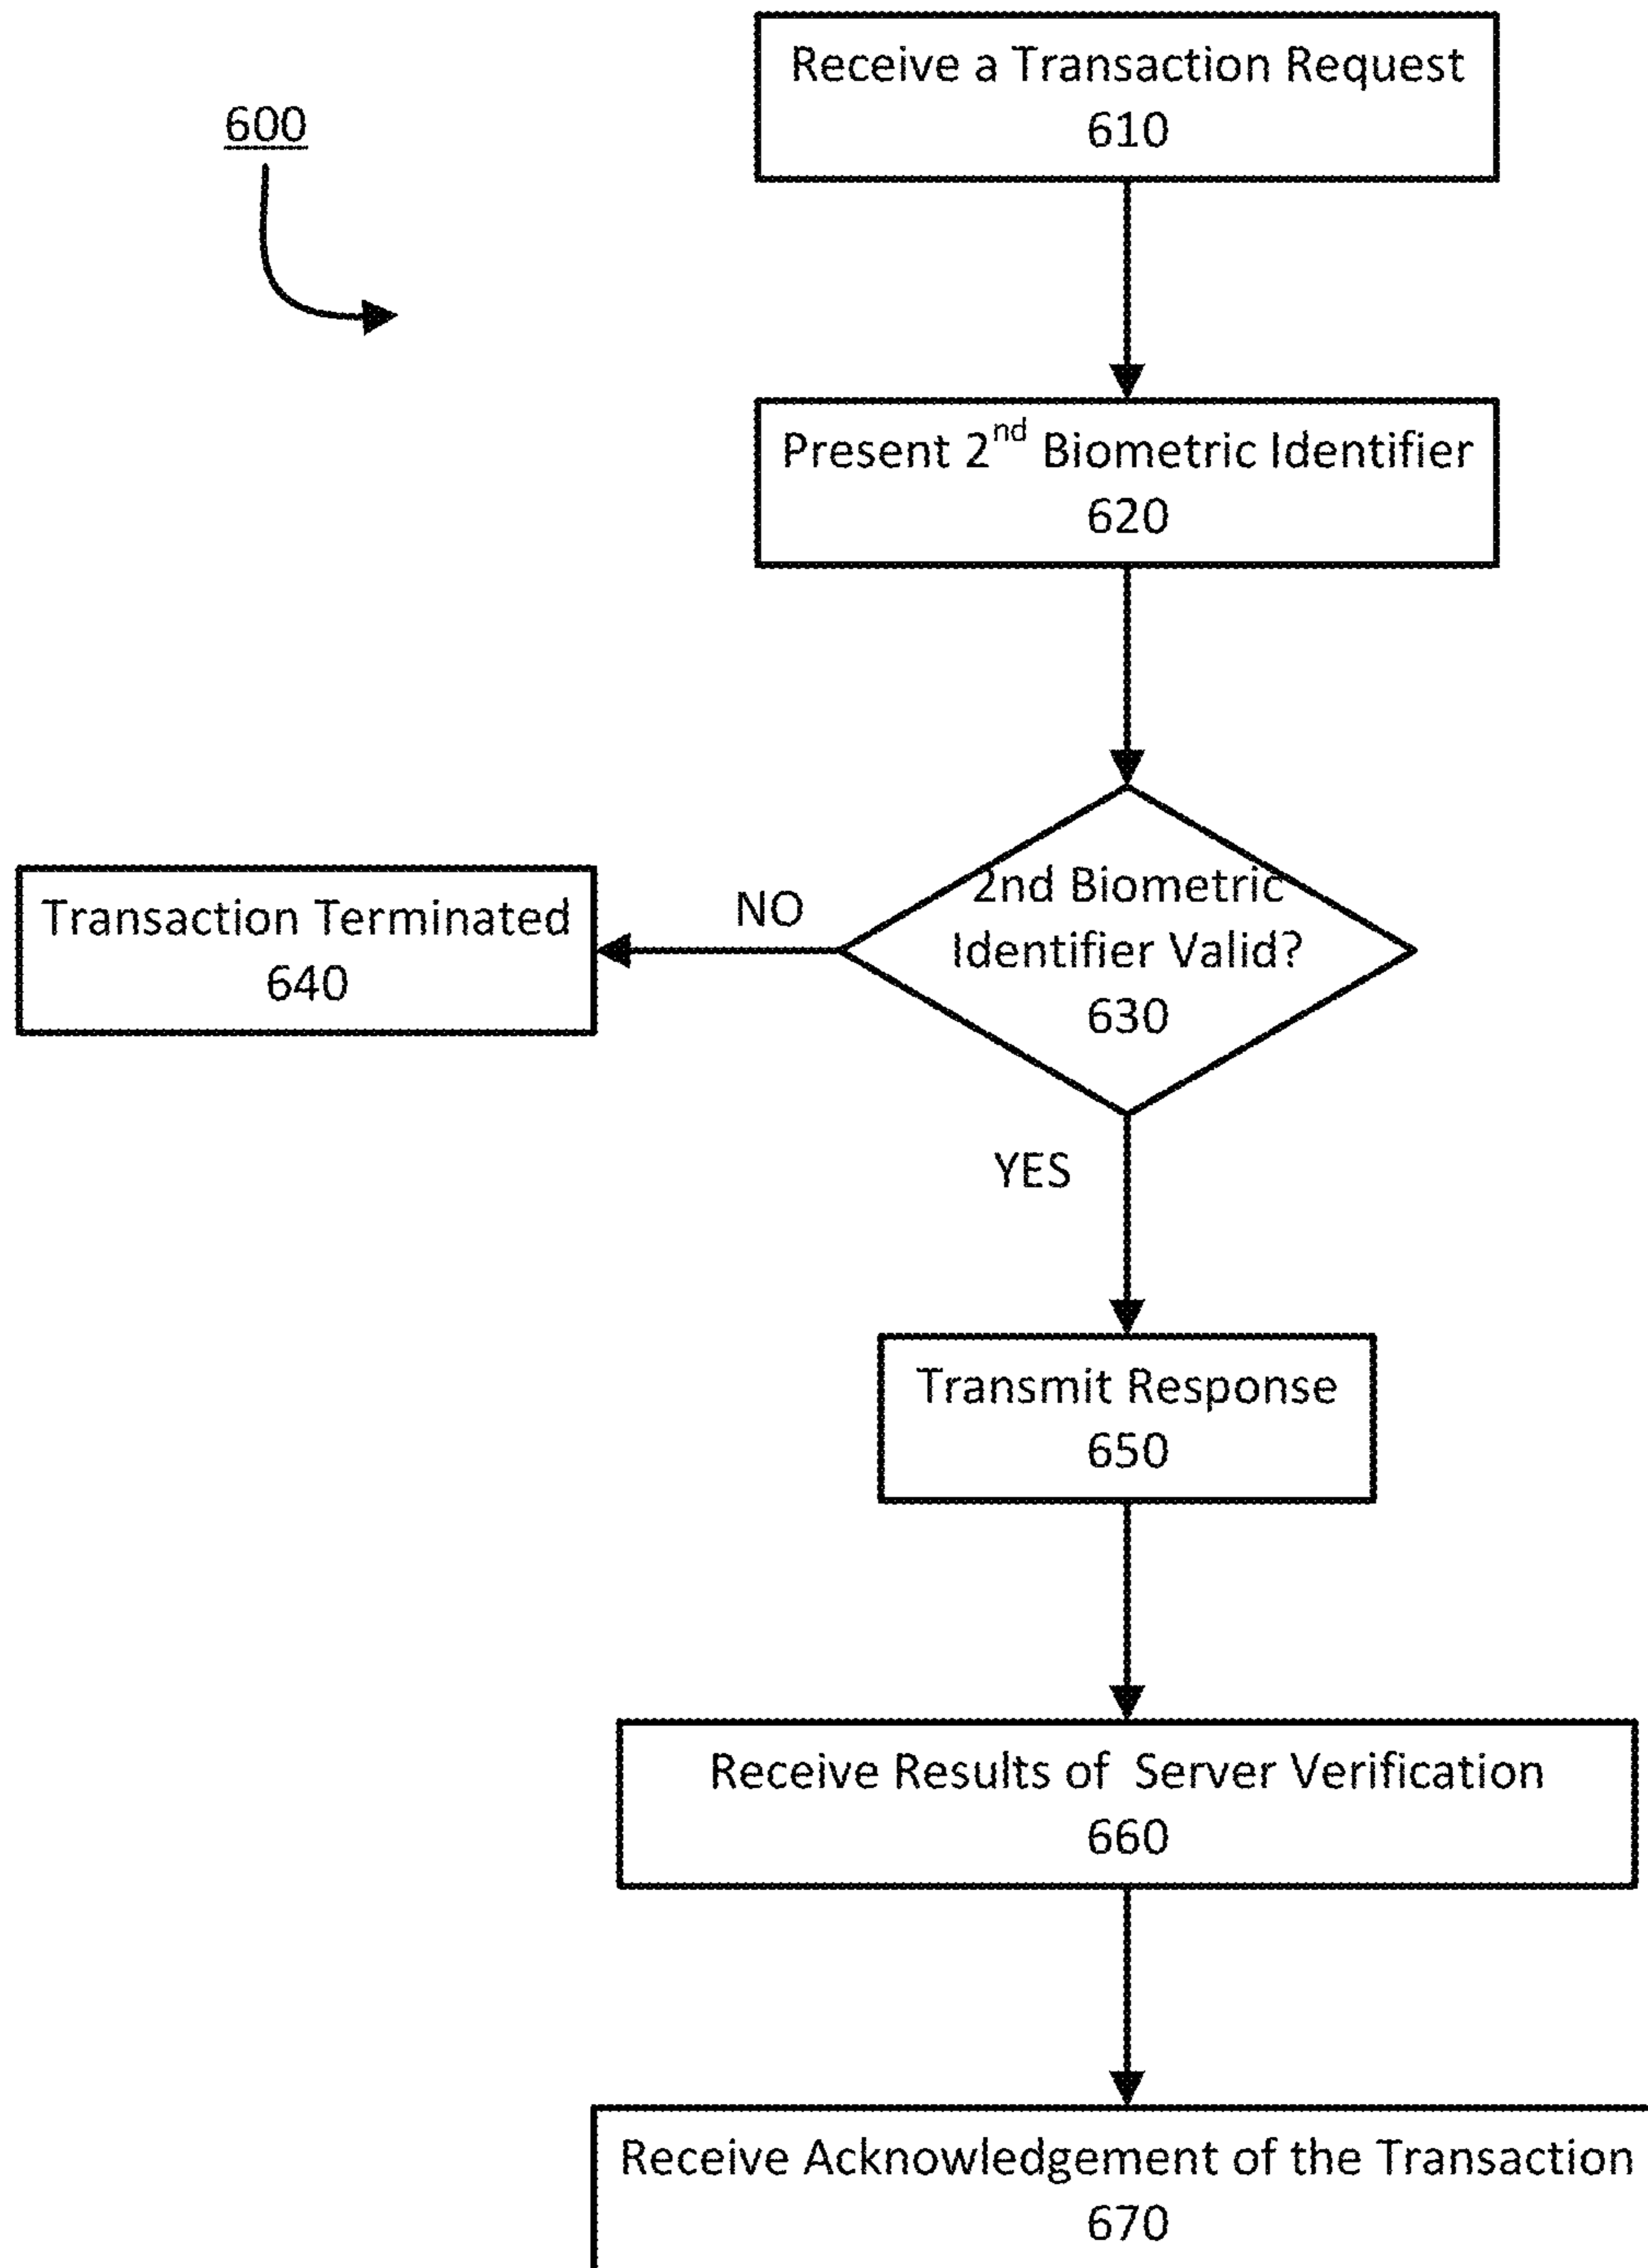 600
Receive a Transaction Request
610
Present 2nd Biometric Identifier
620
2nd Biometric
Identifier Valid?
630
NO
Transaction Terminated
640
YES
Transmit Response
650
Receive Results of Server Verification
660
Receive Acknowledgement of the Transaction
670